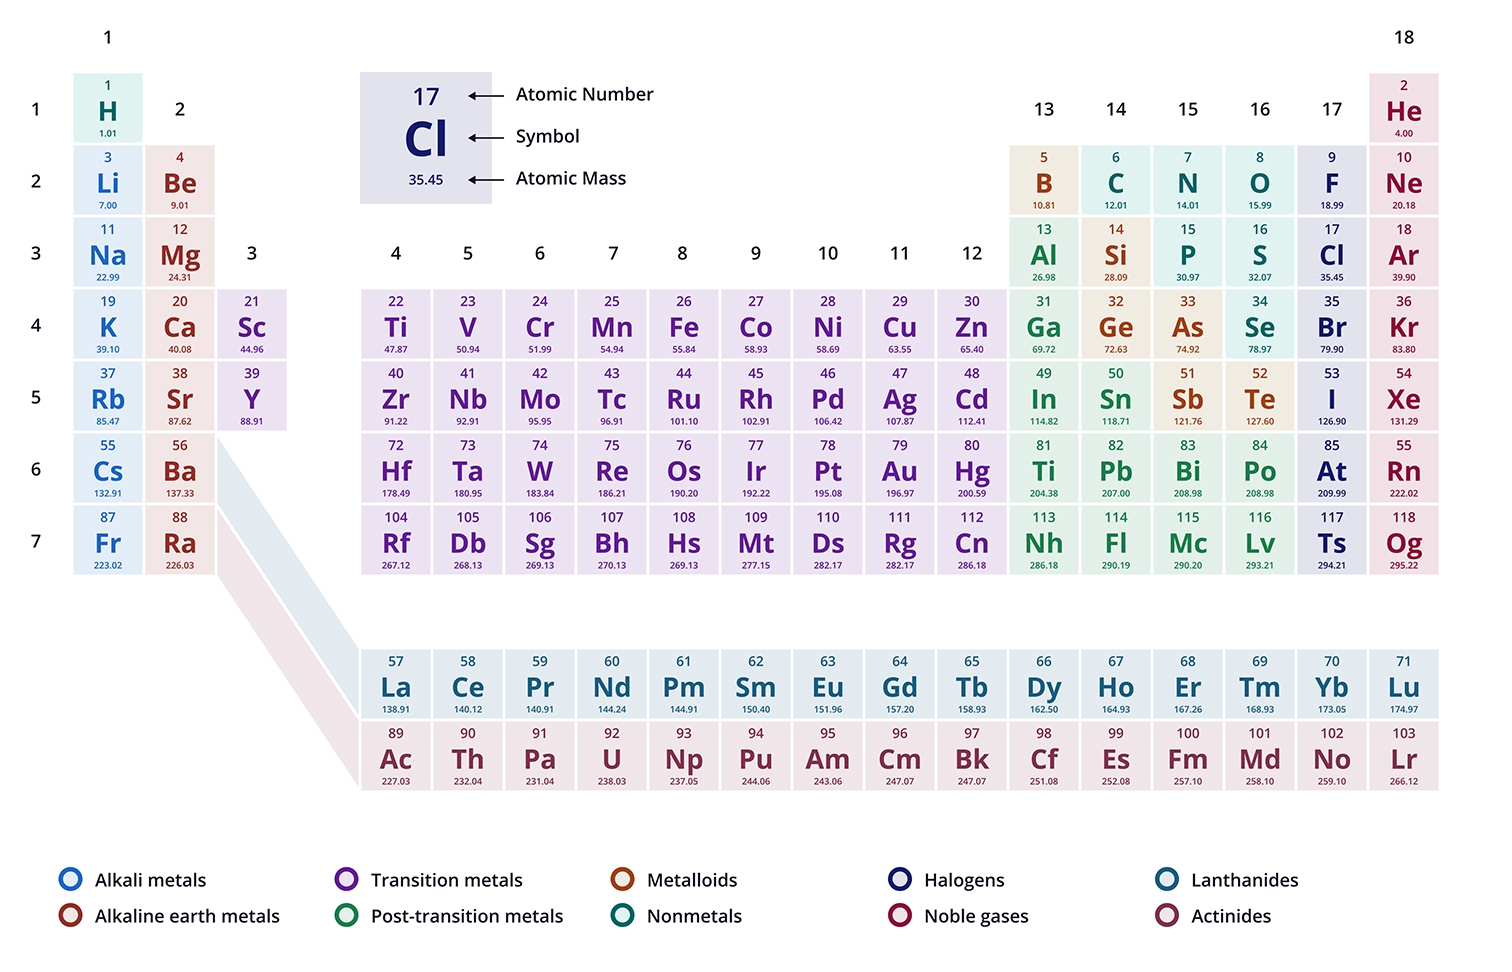 1 18
1 17 Atomic Number 2
1 H 2 Cl Symbol 13 14 15 16 17 He
1.01 35.45 Atomic Mass 4.00
3 4 5 6 7 8 9 10
2 Li Be B C N O F Ne
7.00 9.01 10.81 12.01 14.01 15.99 18.99 20.18
11 12 13 14 15 16 17 18
3 Na Mg 3 4 5 6 7 8 9 10 11 12 Al Si P S Cl Ar
22.99 24.31 26.98 28.09 30.97 32.07 35.45 39.90
19 20 21 22 23 24 25 26 27 28 29 30 31 32 33 34 35 36
4 K Ca Sc Ti V Cr Mn Fe Co Ni Cu Zn Ga Ge As Se Br Kr
39.10 40.08 44.96 47.87 50.94 51.99 54.94 55.84 58.93 58.69 63.55 65.40 69.72 72.63 74.92 78.97 79.90 83.80
37 38 39 40 41 42 43 44 45 46 47 48 49 50 51 52 53 54
5 Rb Sr Y Zr Nb Mo Tc Ru Rh Pd Ag Cd In Sn Sb Te I Xe
85.47 87.62 88.91 91.22 92.91 95.95 96.91 101.10 102.91 106.42 107.87 112.41 114.82 118.71 121.76 127.60 126.90 131.29
55 56 72 73 74 75 76 77 78 79 80 81 82 83 84 85 55
6 Cs Ba Hf Ta W Re Os Ir Pt Au Hg Ti Pb Bi Po At Rn
132.91 137.33 178.49 180.95 183.84 186.21 190.20 192.22 195.08 196.97 200.59 204.38 207.00 208.98 208.98 209.99 222.02
87 88 104 105 106 107 108 109 110 111 112 113 114 115 116 117 118
7 Fr Ra Rf Db Sg Bh Hs Mt Ds Rg Cn Nh Fl Mc Lv Ts Og
223.02 226.03 267.12 268.13 269.13 270.13 269.13 277.15 282.17 282.17 286.18 286.18 290.19 290.20 293.21 294.21 295.22
57 58 59 60 61 62 63 64 65 66 67 68 69 70 71
La Ce Pr Nd Pm Sm Eu Gd Tb Dy Ho Er Tm Yb Lu
138.91 140.12 140.91 144.24 144.91 150.40 151.96 157.20 158.93 162.50 164.93 167.26 168.93 173.05 174.97
89 90 91 92 93 94 95 96 97 98 99 100 101 102 103
Ac Th Pa U Np Pu Am Cm Bk Cf Es Fm Md No Lr
227.03 232.04 231.04 238.03 237.05 244.06 243.06 247.07 247.07 251.08 252.08 257.10 258.10 259.10 266.12
Alkali metals Transition metals Metalloids Halogens Lanthanides
Alkaline earth metals Post-transition metals Nonmetals Noble gases Actinides